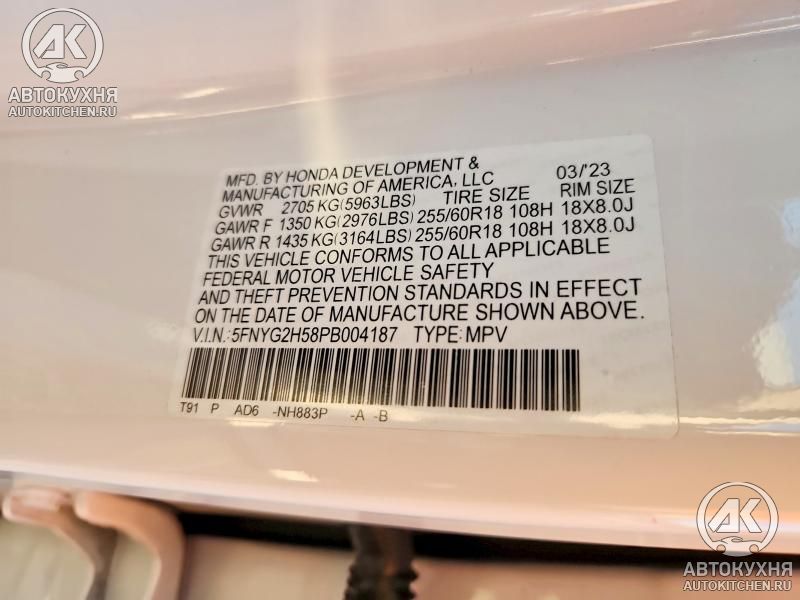 AK
АВТОКУХНЯ
AUTOKITCHEN.RU
MFD. BY HONDA DEVELOPMENT &
MANUFACTURING OF AMERICA, LLC 03/'23
GVWR 2705 KG(5963LBS) TIRE SIZE RIM SIZE
GAWR F 1350 KG(2976LBS) 255/60R18 108H 18X8.0J
GAWR R 1435 KG(3164LBS) 255/60R18 108H 18X8.0J
THIS VEHICLE CONFORMS TO ALL APPLICABLE
FEDERAL MOTOR VEHICLE SAFETY
AND THEFT PREVENTION STANDARDS IN EFFECT
ON THE DATE OF MANUFACTURE SHOWN ABOVE.
V.I.N.: 5FNYG2H58PB004187 TYPE: MPV
T91 P AD6 -NH883P -A -B
AK
АВТОКУХНЯ
AUTOKITCHEN.RU